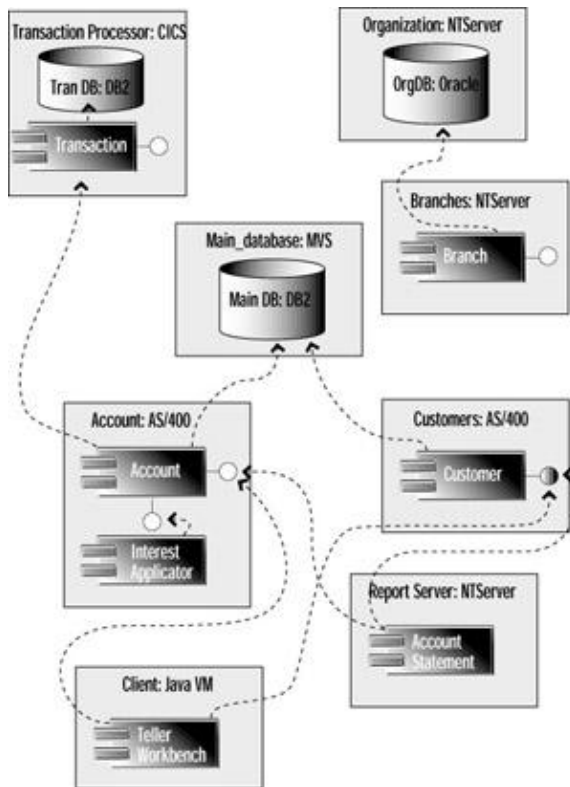 Transaction Processor: CICS
Tran DB: DB2
Transaction
Organization: NTServer
OrgDB: Oracle
Branches: NTServer
Branch
Main_database: MVS
Main DB: DB2
Account: AS/400
Account
Interest
Applicator
Customers: AS/400
Customer
Report Server: NTServer
Account
Statement
Client: Java VM
Teller
Workbench